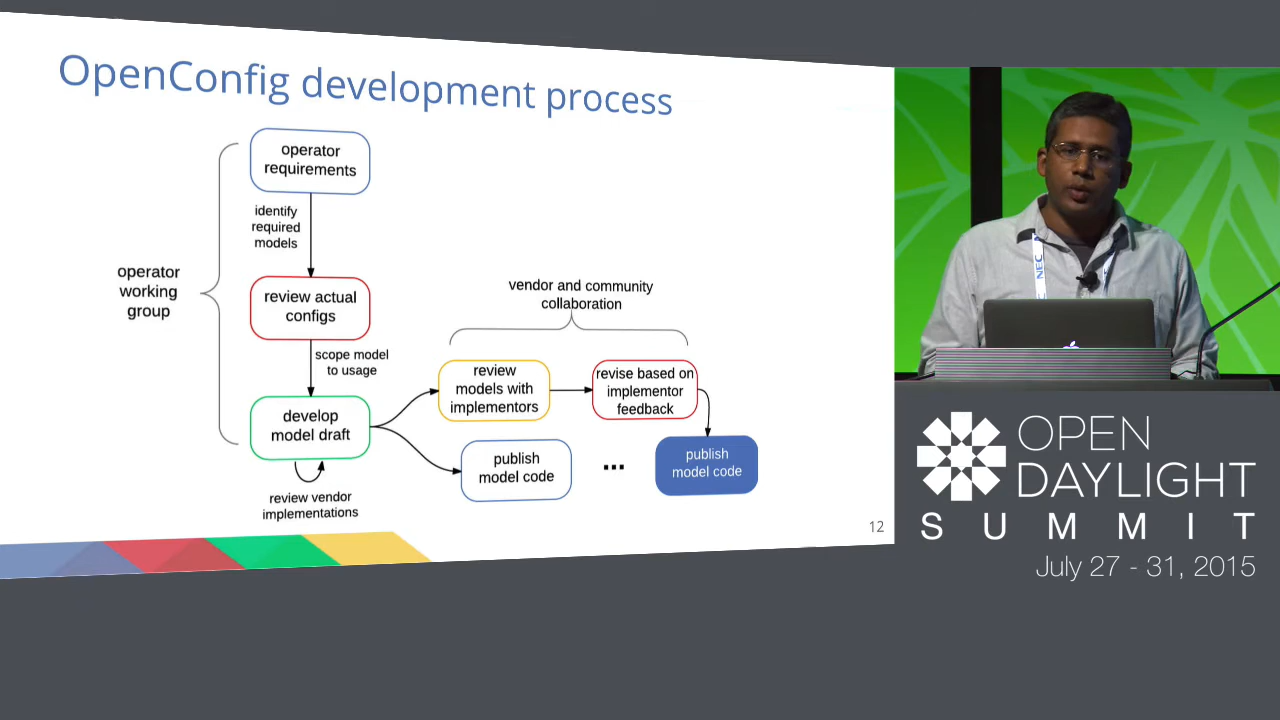 OpenConfig development process
operator
requirements
identify
required
models
operator
working
group
review actual
configs
scope model
to usage
develop
model draft
review vendor
implementations
vendor and community
collaboration
review
models with
implementors
revise based on
implementor
feedback
publish
model code
...
publish
model code
12
NEC
OPEN
DAYLIGHT
SUMMIT
July 27 - 31, 2015